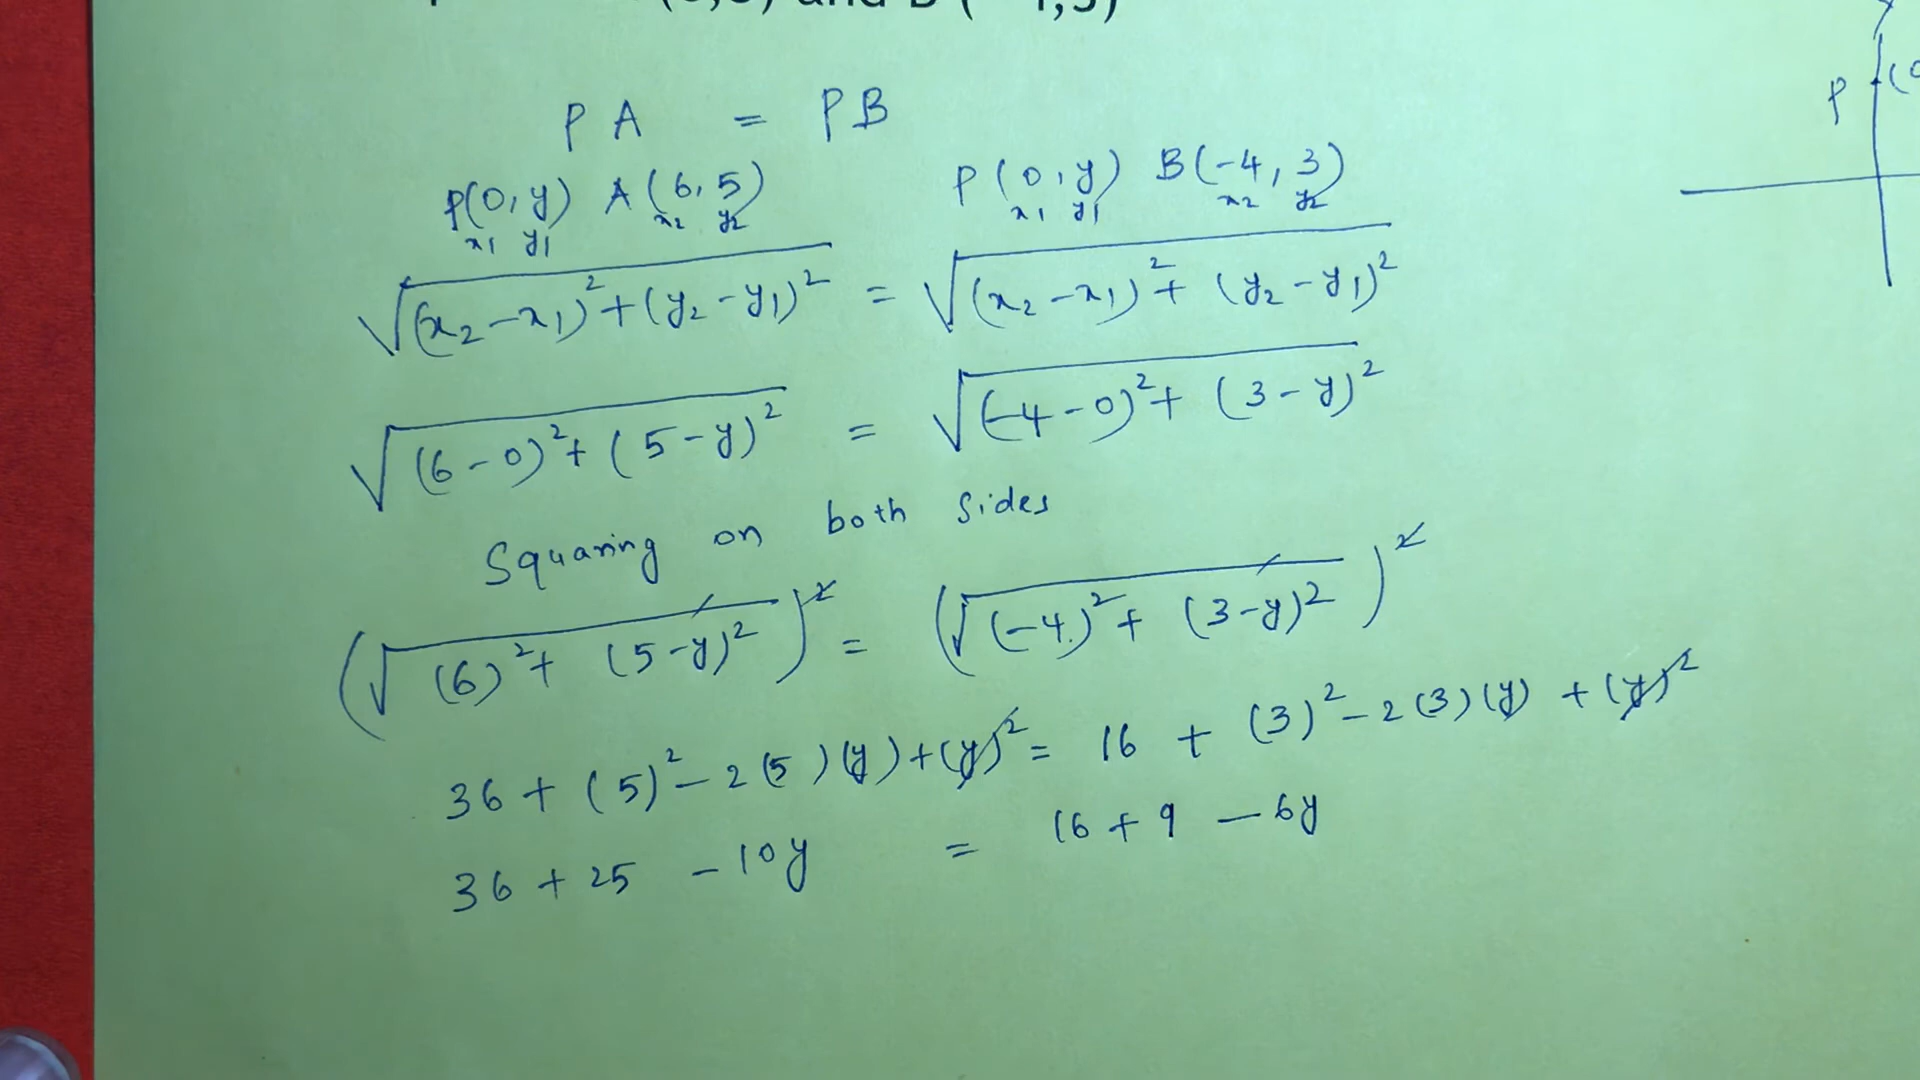 and B (-4,3)
PA = PB
P(0,y) A(6,5) P(0,y) B(-4,3)
x1 y1 x2 y2 x1 y1 x2 y2
√((x₂-x₁)²+(y₂-y₁)²) = √((x₂-x₁)²+(y₂-y₁)²)
√((6-0)²+(5-y)²) = √((-4-0)²+(3-y)²)
Squaring on both sides
(√((6)²+(5-y)²))² = (√((-4)²+(3-y)²))²
36+(5)²-2(5)(y)+(y)² = 16+(3)²-2(3)(y)+(y)²
36+25-10y = 16+9-6y
P